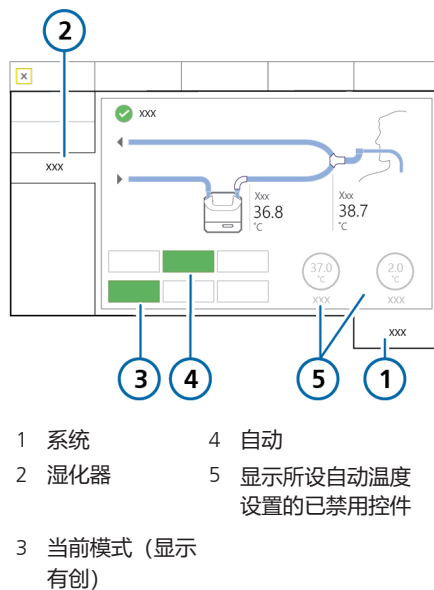 2
x
xxx
xxx
Xxx
36.8
°C
Xxx
38.7
°C
37.0
°C
xxx
2.0
°C
xxx
xxx
3
4
5
1
1 系统
2 湿化器
3 当前模式（显示
有创）
4 自动
5 显示所设自动温度
设置的已禁用控件